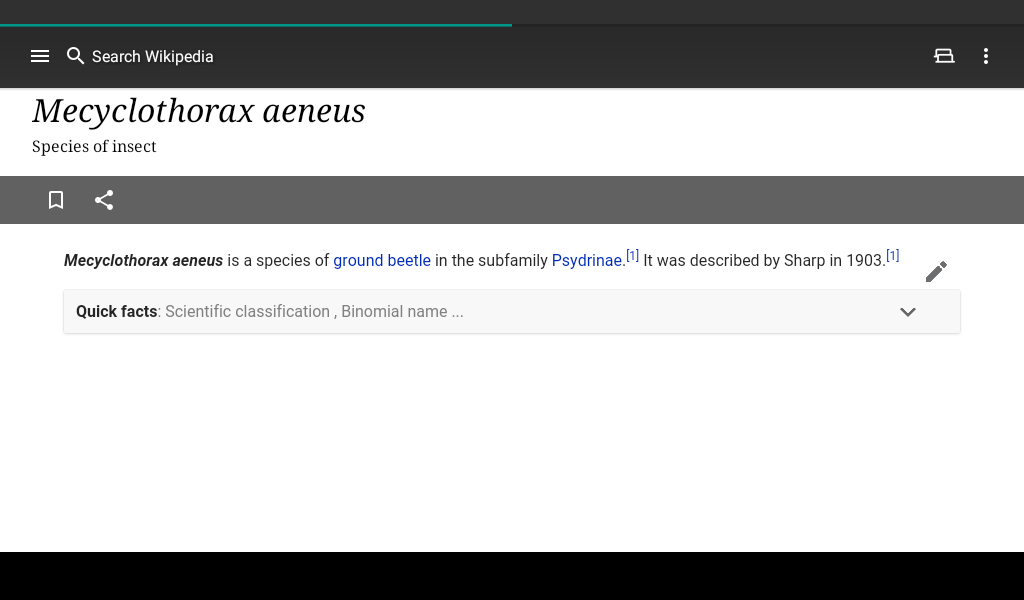 Search Wikipedia
Mecyclothorax aeneus
Species of insect
Mecyclothorax aeneus is a species of ground beetle in the subfamily Psydrinae.[1] It was described by Sharp in 1903.[1]
Quick facts: Scientific classification , Binomial name ...